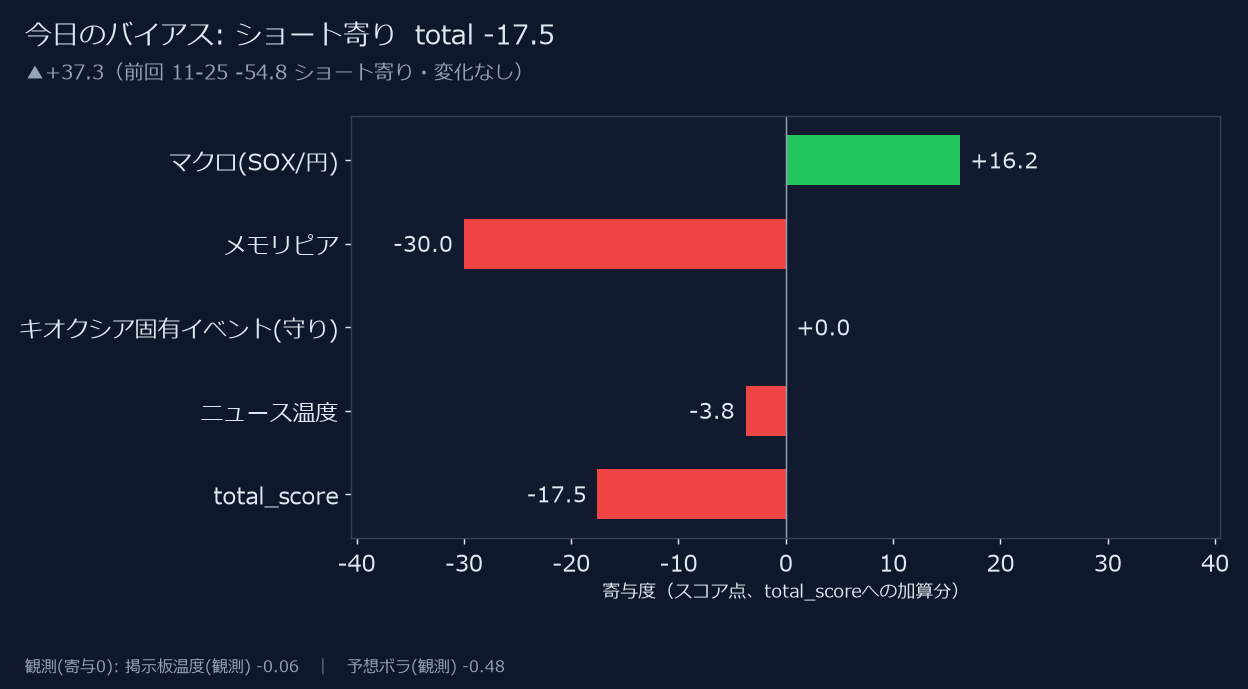 今日のバイアス: ショート寄り  total -17.5
▲+37.3（前回 11-25 -54.8 ショート寄り・変化なし）
マクロ(SOX/円)
+16.2
メモリピア
-30.0
キオクシア固有イベント(守り)
+0.0
ニュース温度
-3.8
total_score
-17.5
-40 -30 -20 -10 0 10 20 30 40
寄与度（スコア点、total_scoreへの加算分）
観測(寄与0): 掲示板温度(観測) -0.06 ｜ 予想ボラ(観測) -0.48